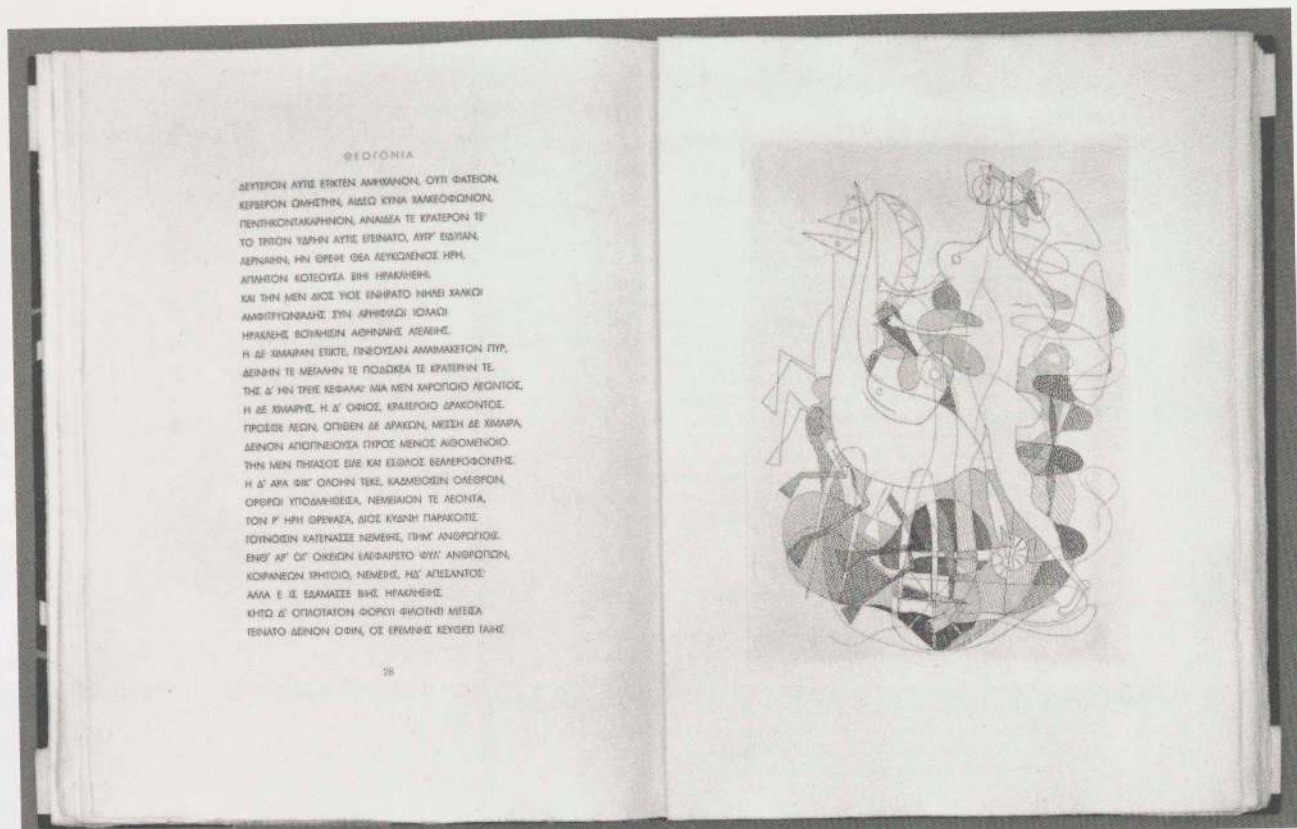 ΘΕΟΓΟΝΙΑ
ΔΕΥΤΕΡΟΝ ΑΥΤΙΣ ΕΤΙΚΤΕΝ ΑΜΗΧΑΝΟΝ, ΟΥΤΙ ΦΑΤΕΙΟΝ,
ΚΕΡΒΕΡΟΝ ΩΜΗΣΤΗΝ, ΑΙΔΕΩ ΚΥΝΑ ΧΑΛΚΕΟΦΩΝΟΝ,
ΠΕΝΤΗΚΟΝΤΑΚΑΡΗΝΟΝ, ΑΝΑΙΔΕΑ ΤΕ ΚΡΑΤΕΡΟΝ ΤΕ·
ΤΟ ΤΡΙΤΟΝ ΥΔΡΗΝ ΑΥΤΙΣ ΕΓΕΙΝΑΤΟ, ΛΥΓΡ' ΕΙΔΥΙΑΝ,
ΛΕΡΝΑΙΗΝ, ΗΝ ΘΡΕΨΕ ΘΕΑ ΛΕΥΚΩΛΕΝΟΣ ΗΡΗ,
ΑΠΛΗΤΟΝ ΚΟΤΕΟΥΣΑ ΒΙΗΙ ΗΡΑΚΛΗΕΙΗΙ.
ΚΑΙ ΤΗΝ ΜΕΝ ΔΙΟΣ ΥΙΟΣ ΕΝΗΡΑΤΟ ΝΗΛΕΙ ΧΑΛΚΩΙ
ΑΜΦΙΤΡΥΩΝΙΑΔΗΣ ΣΥΝ ΑΡΗΙΦΙΛΩΙ ΙΟΛΑΩΙ
ΗΡΑΚΛΕΗΣ ΒΟΥΛΗΙΣΙΝ ΑΘΗΝΑΙΗΣ ΑΓΕΛΕΙΗΣ.
Η ΔΕ ΧΙΜΑΙΡΑΝ ΕΤΙΚΤΕ, ΠΝΕΟΥΣΑΝ ΑΜΑΙΜΑΚΕΤΟΝ ΠΥΡ,
ΔΕΙΝΗΝ ΤΕ ΜΕΓΑΛΗΝ ΤΕ ΠΟΔΩΚΕΑ ΤΕ ΚΡΑΤΕΡΗΝ ΤΕ.
ΤΗΣ Δ' ΗΝ ΤΡΕΙΣ ΚΕΦΑΛΑΙ· ΜΙΑ ΜΕΝ ΧΑΡΟΠΟΙΟ ΛΕΟΝΤΟΣ,
Η ΔΕ ΧΙΜΑΙΡΗΣ, Η Δ' ΟΦΙΟΣ, ΚΡΑΤΕΡΟΙΟ ΔΡΑΚΟΝΤΟΣ.
ΠΡΟΣΘΕ ΛΕΩΝ, ΟΠΙΘΕΝ ΔΕ ΔΡΑΚΩΝ, ΜΕΣΣΗ ΔΕ ΧΙΜΑΙΡΑ,
ΔΕΙΝΟΝ ΑΠΟΠΝΕΙΟΥΣΑ ΠΥΡΟΣ ΜΕΝΟΣ ΑΙΘΟΜΕΝΟΙΟ.
ΤΗΝ ΜΕΝ ΠΗΓΑΣΟΣ ΕΙΛΕ ΚΑΙ ΕΣΘΛΟΣ ΒΕΛΛΕΡΟΦΟΝΤΗΣ.
Η Δ' ΑΡΑ ΦΙΚ' ΟΛΟΗΝ ΤΕΚΕ, ΚΑΔΜΕΙΟΙΣΙΝ ΟΛΕΘΡΟΝ,
ΟΡΘΡΩΙ ΥΠΟΔΜΗΘΕΙΣΑ, ΝΕΜΕΙΑΙΟΝ ΤΕ ΛΕΟΝΤΑ,
ΤΟΝ Ρ' ΗΡΗ ΘΡΕΨΑΣΑ, ΔΙΟΣ ΚΥΔΝΗ ΠΑΡΑΚΟΙΤΙΣ
ΓΟΥΝΟΙΣΙΝ ΚΑΤΕΝΑΣΣΕ ΝΕΜΕΙΗΣ, ΠΗΜ' ΑΝΘΡΩΠΟΙΣ.
ΕΝΘ' ΑΡ' ΟΓ' ΟΙΚΕΙΩΝ ΕΛΕΦΑΙΡΕΤΟ ΦΥΛ' ΑΝΘΡΩΠΩΝ,
ΚΟΙΡΑΝΕΩΝ ΤΡΗΤΟΙΟ, ΝΕΜΕΙΗΣ, ΗΔ' ΑΠΕΣΑΝΤΟΣ·
ΑΛΛΑ Ε ΙΣ ΕΔΑΜΑΣΣΕ ΒΙΗΣ ΗΡΑΚΛΗΕΙΗΣ.
ΚΗΤΩ Δ' ΟΠΛΟΤΑΤΟΝ ΦΟΡΚΥΙ ΦΙΛΟΤΗΤΙ ΜΙΓΕΙΣΑ
ΓΕΙΝΑΤΟ ΔΕΙΝΟΝ ΟΦΙΝ, ΟΣ ΕΡΕΜΝΗΣ ΚΕΥΘΕΣΙ ΓΑΙΗΣ
28